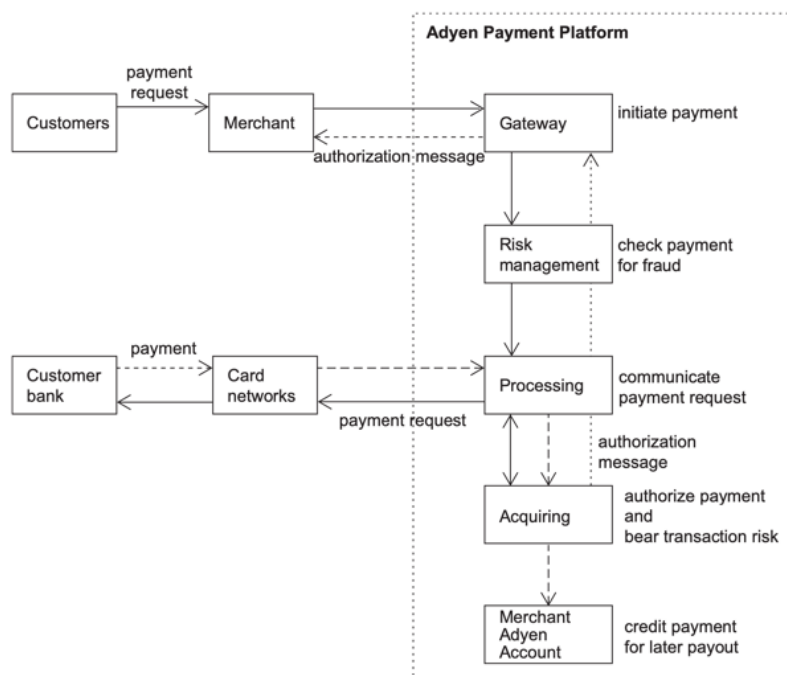 Adyen Payment Platform
payment
request
Customers
Merchant
Gateway
initiate payment
authorization message
Risk
management
check payment
for fraud
payment
Customer
bank
Card
networks
Processing
communicate
payment request
payment request
authorization
message
Acquiring
authorize payment
and
bear transaction risk
Merchant
Adyen
Account
credit payment
for later payout